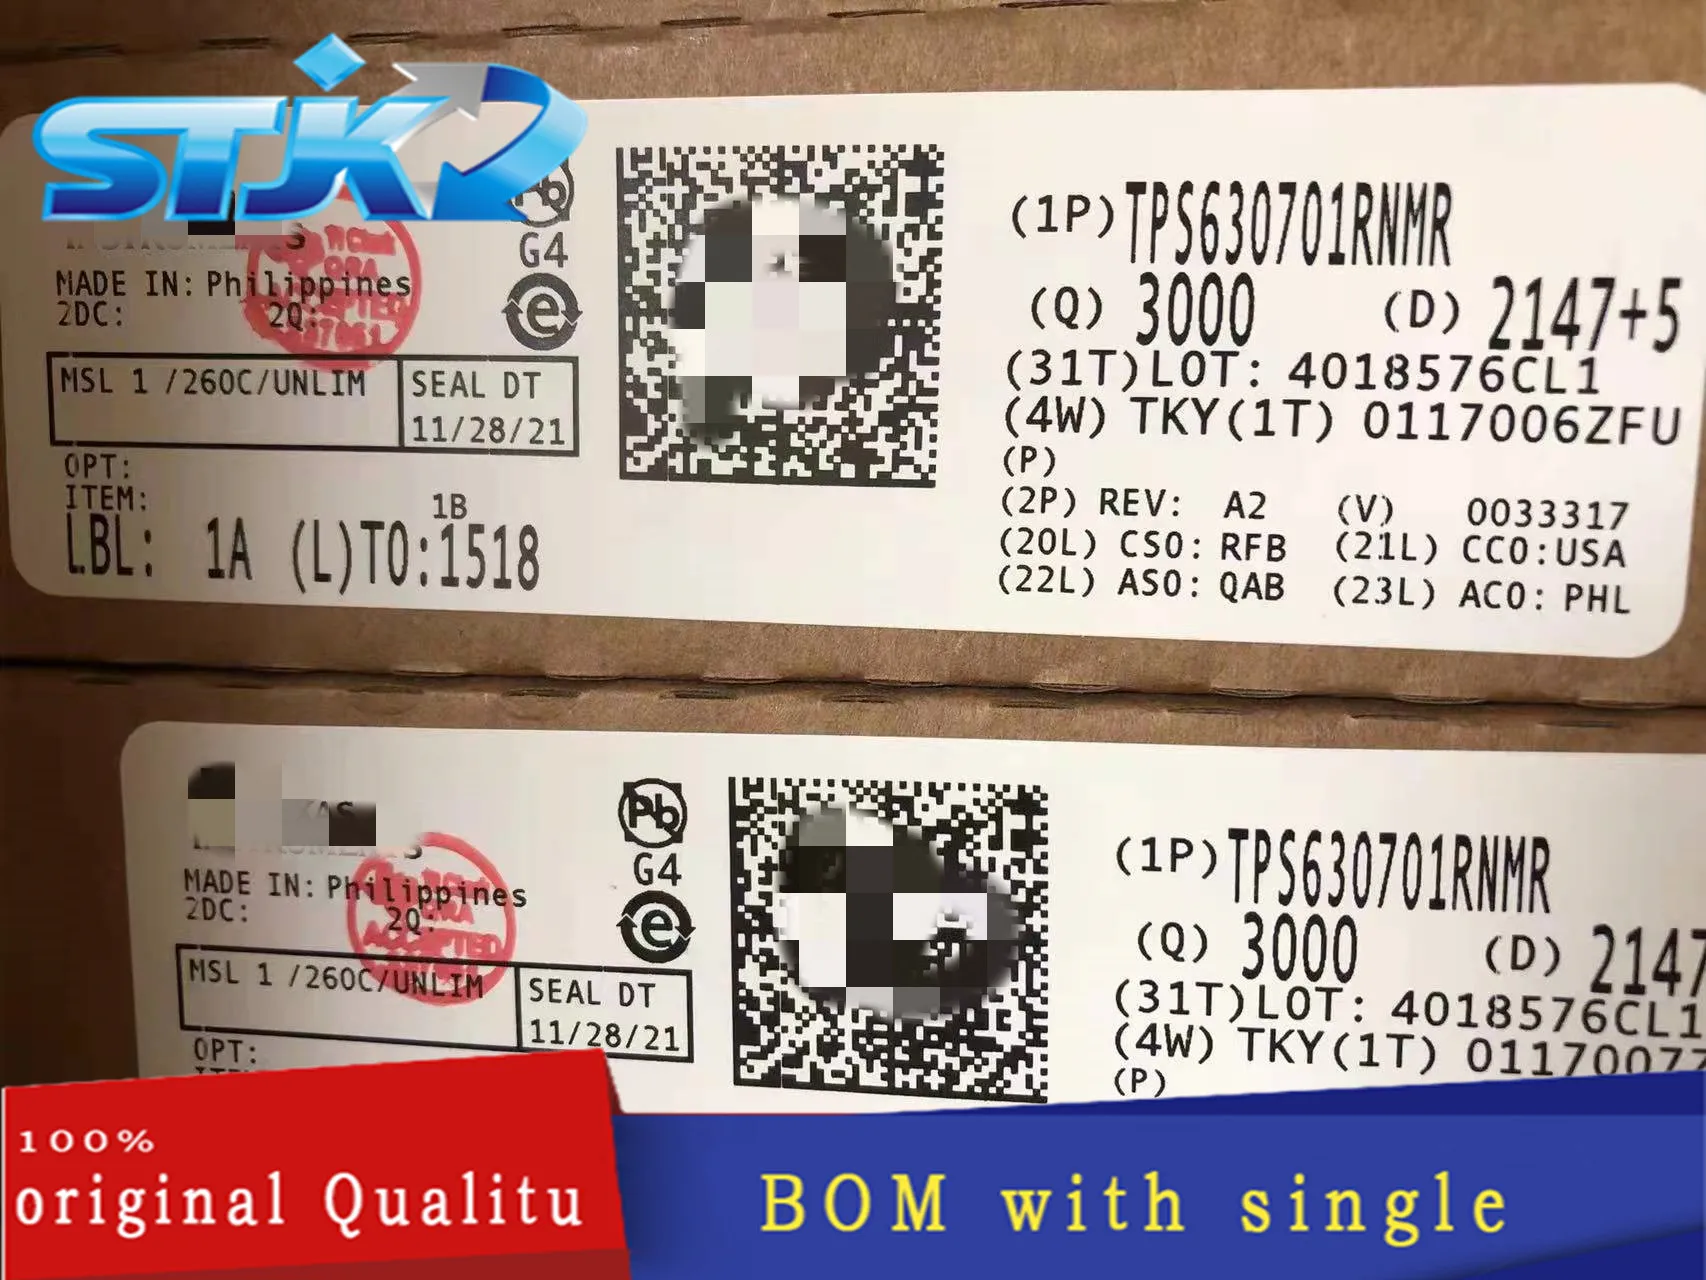 STJK
G4
MADE IN: Philippines
2DC: 2Q:
MSL 1 /260C/UNLIM
SEAL DT
11/28/21
OPT:
ITEM:
1B
LBL: 1A (L)TO:1518
(1P)TPS630701RNMR
(Q) 3000 (D) 2147+5
(31T)LOT: 4018576CL1
(4W) TKY(1T) 0117006ZFU
(P)
(2P) REV: A2 (V) 0033317
(20L) CSO: RFB (21L) CCO:USA
(22L) ASO: QAB (23L) ACO: PHL
Pb
G4
MADE IN: Philippines
2DC: 2Q:
ACCEPTED
MSL 1 /260C/UNLIM
SEAL DT
11/28/21
OPT:
(1P)TPS630701RNMR
(Q) 3000 (D) 2147
(31T)LOT: 4018576CL1
(4W) TKY(1T) 0117007Z
(P)
100%
original Qualitu
BOM with single